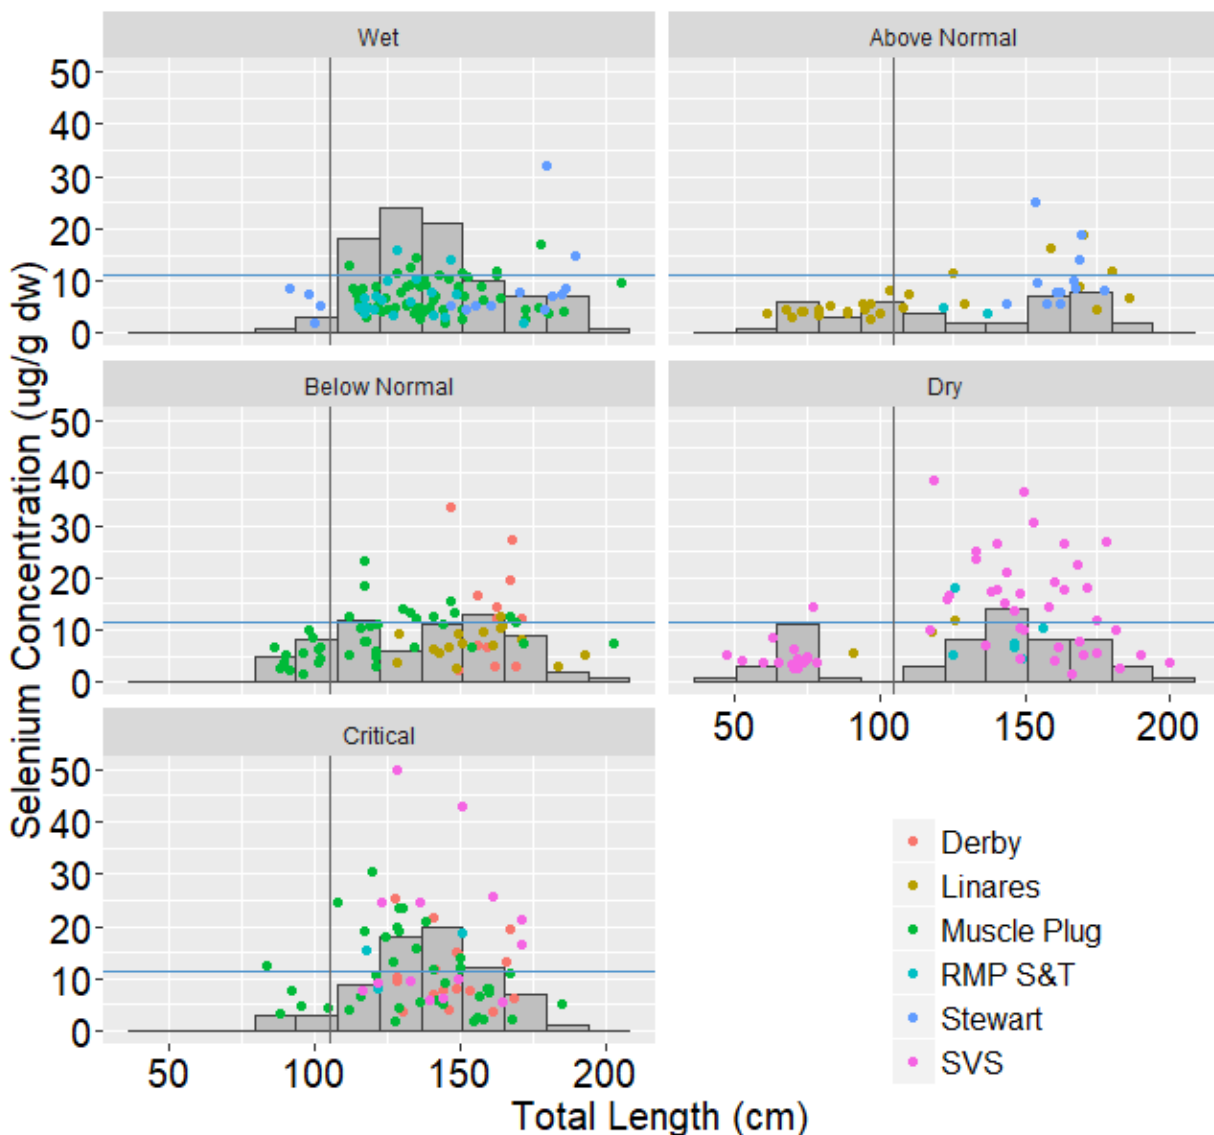 Wet
Above Normal
50
40
30
20
10
0
Below Normal
Dry
50
40
30
20
10
0
50
100
150
200
Critical
50
40
30
20
10
0
50
100
150
200
Selenium Concentration (ug/g dw)
Total Length (cm)
Derby
Linares
Muscle Plug
RMP S&T
Stewart
SVS